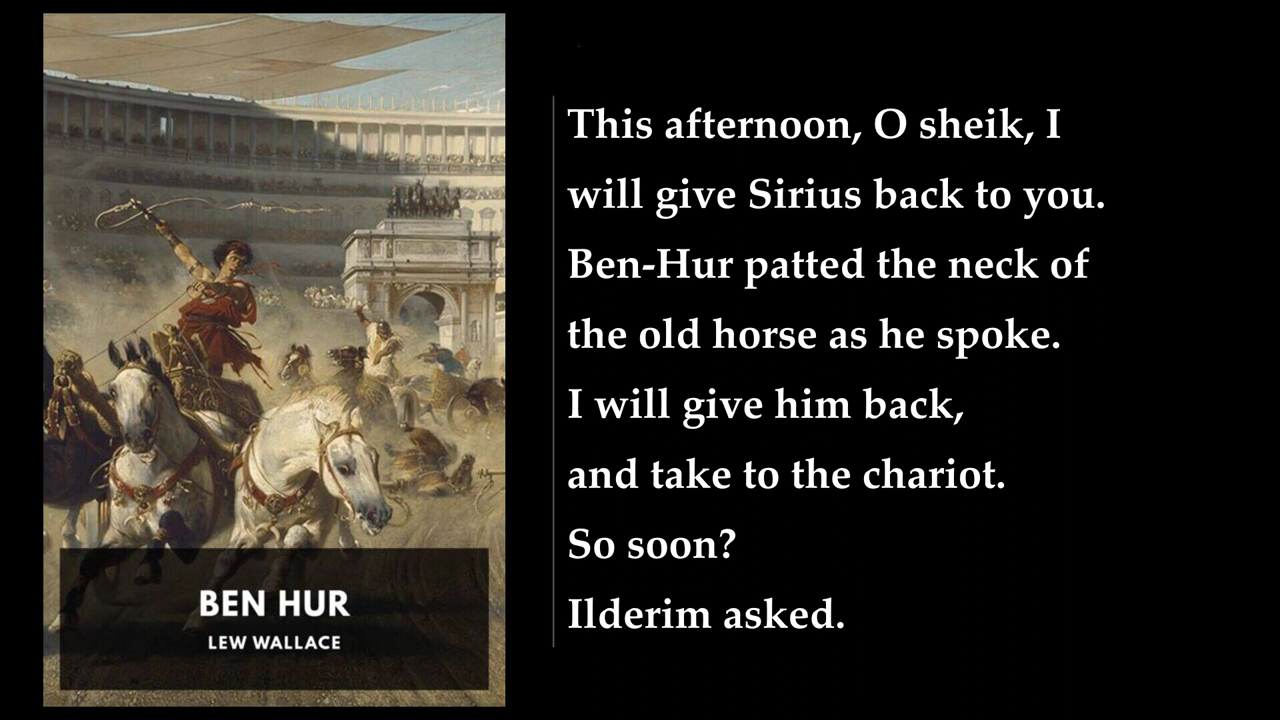 BEN HUR
LEW WALLACE
This afternoon, O sheik, I
will give Sirius back to you.
Ben-Hur patted the neck of
the old horse as he spoke.
I will give him back,
and take to the chariot.
So soon?
Ilderim asked.